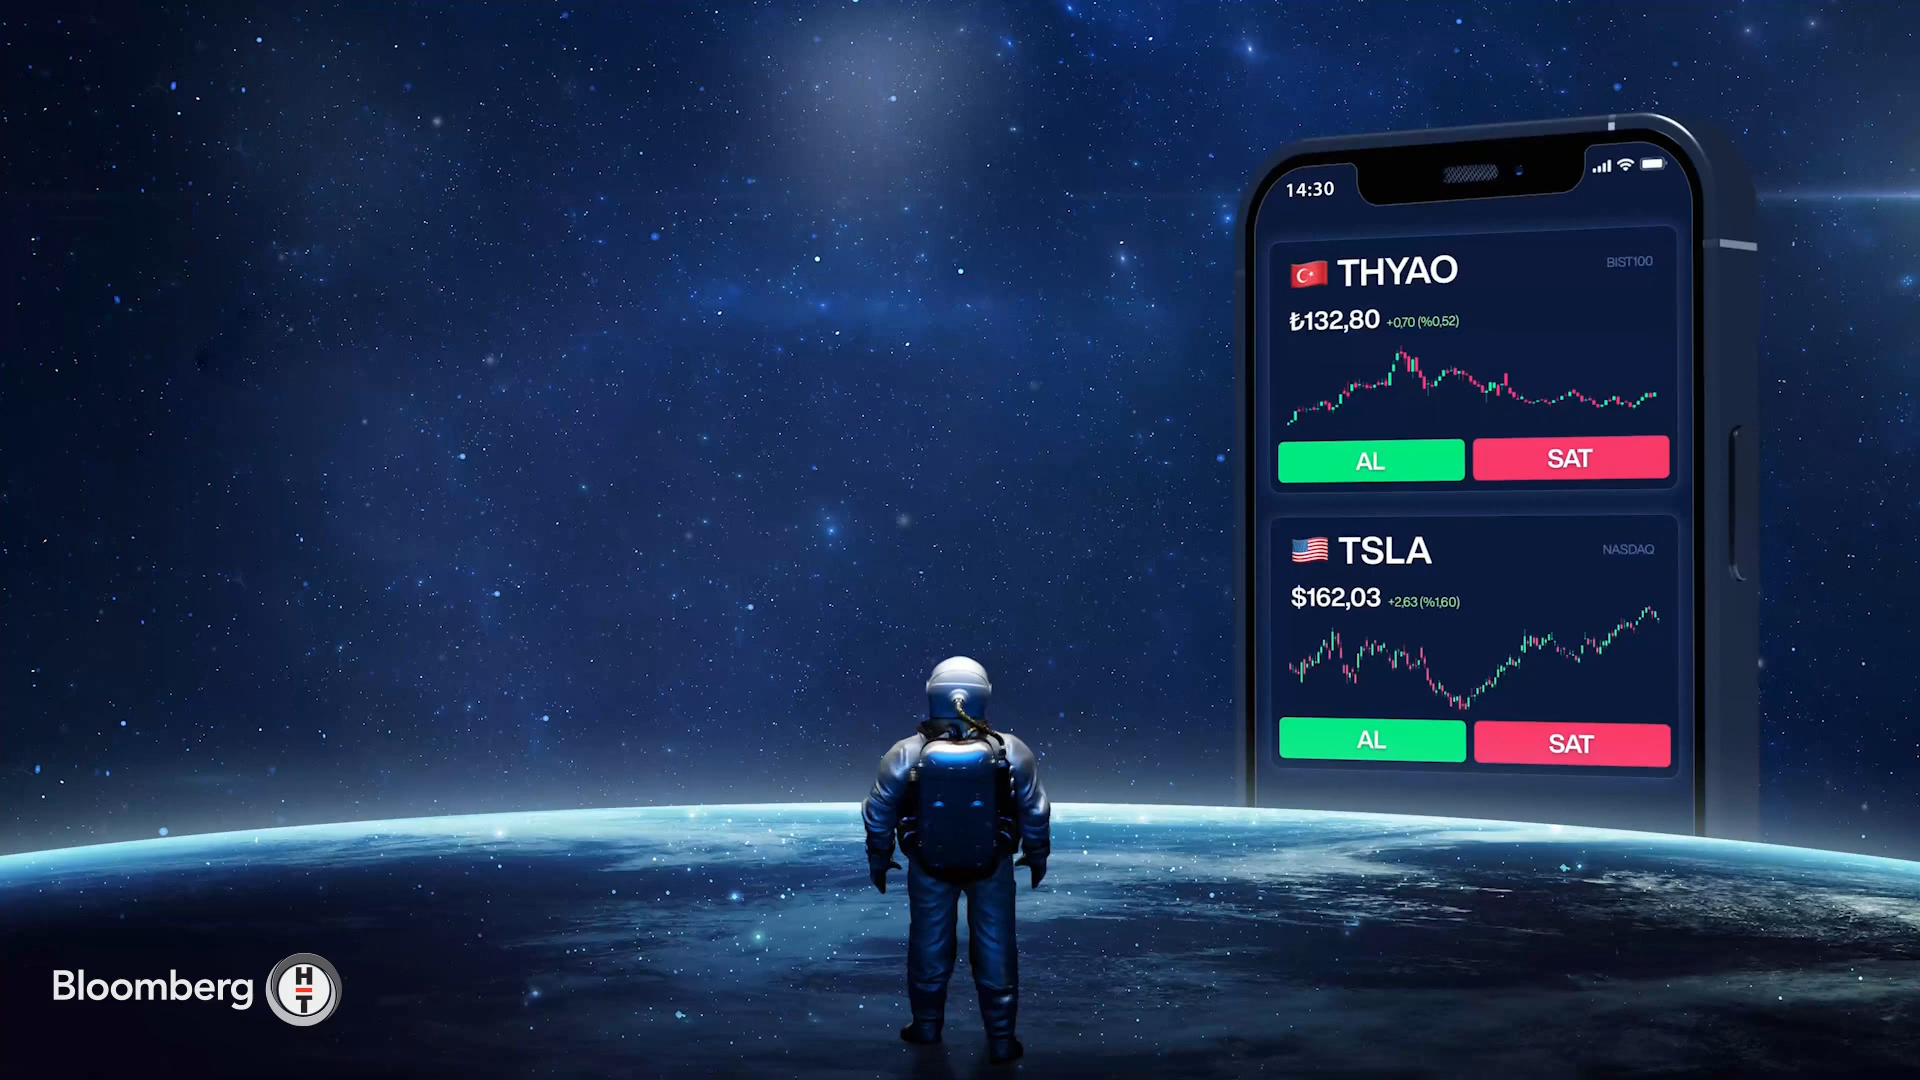 14:30
THYAO
BIST100
₺132,80 +0,70 (%0,52)
AL
SAT
TSLA
NASDAQ
$162,03 +2,63 (%1,60)
AL
SAT
Bloomberg HT